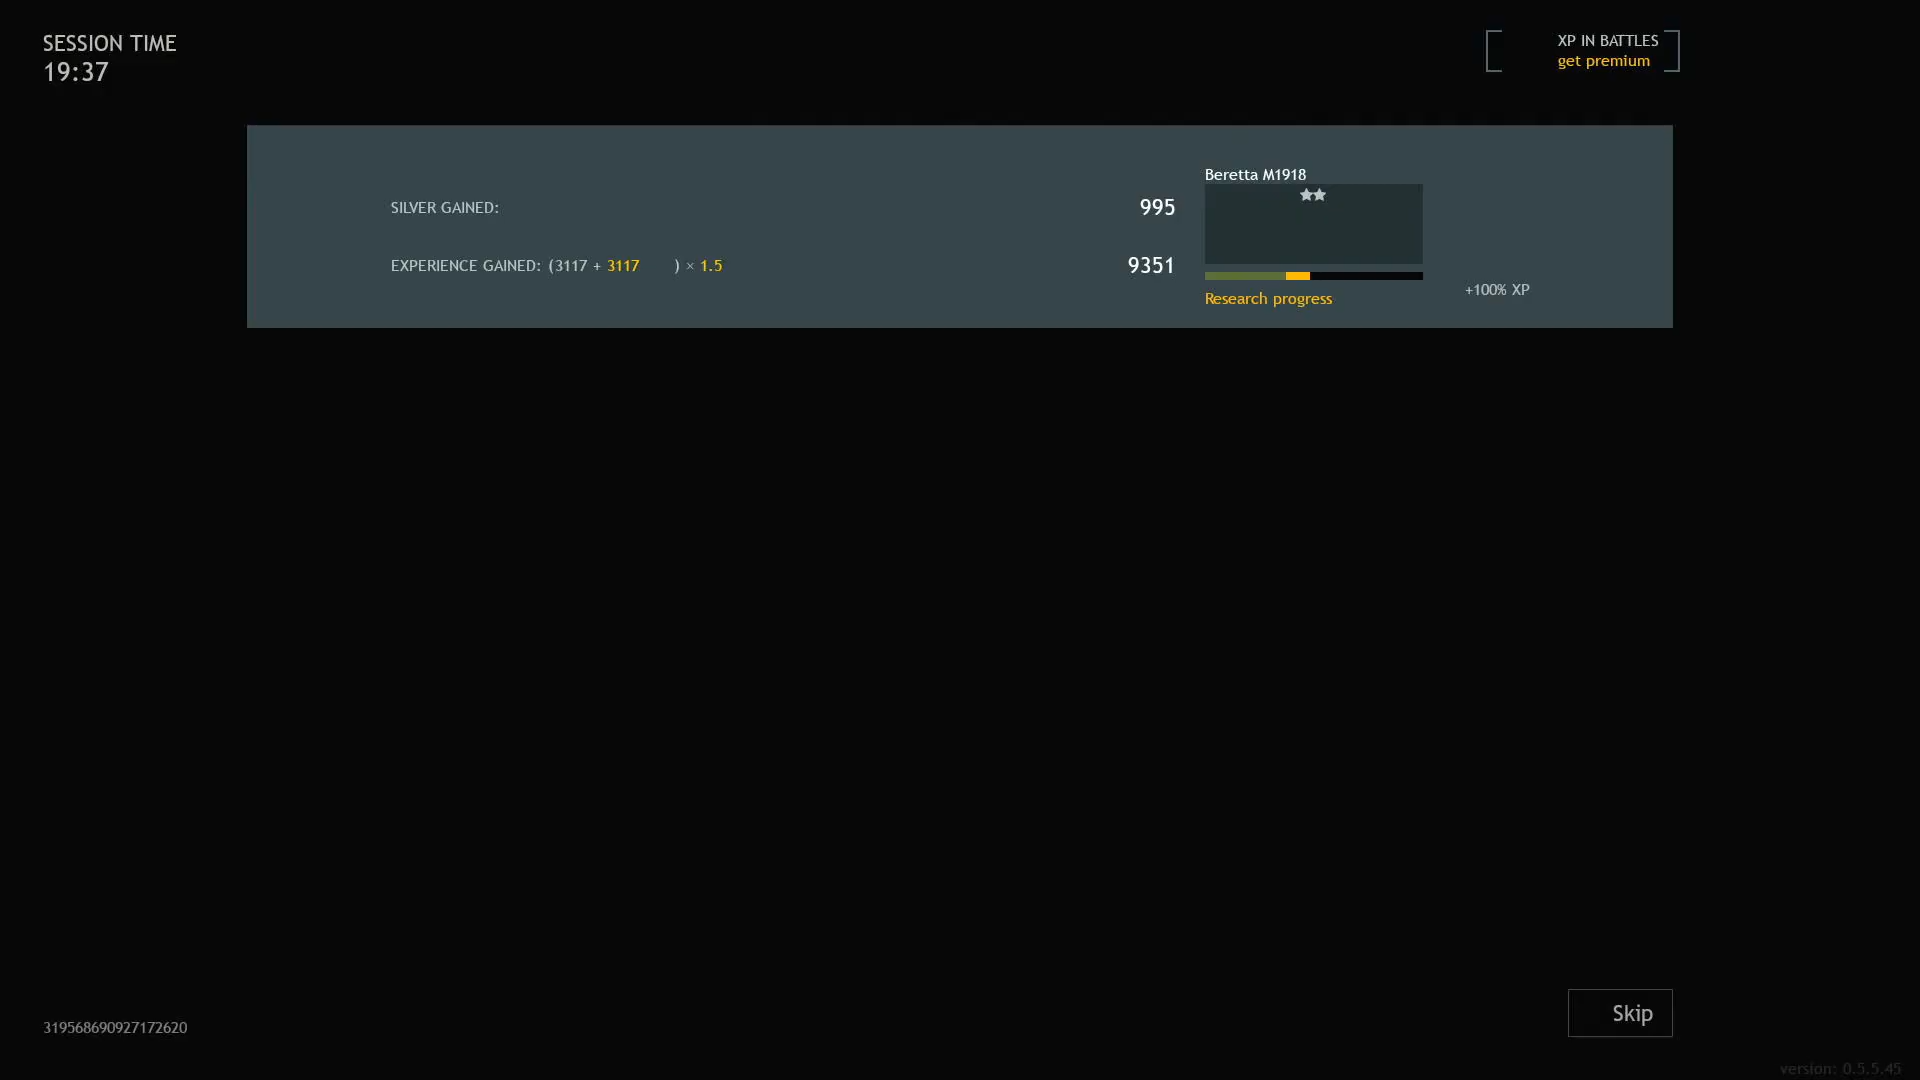 SESSION TIME
19:37
XP IN BATTLES
get premium
Beretta M1918
SILVER GAINED: 995
EXPERIENCE GAINED: (3117 + 3117 ) × 1.5 9351
Research progress
+100% XP
319568690927172620
Skip
version: 0.5.5.45